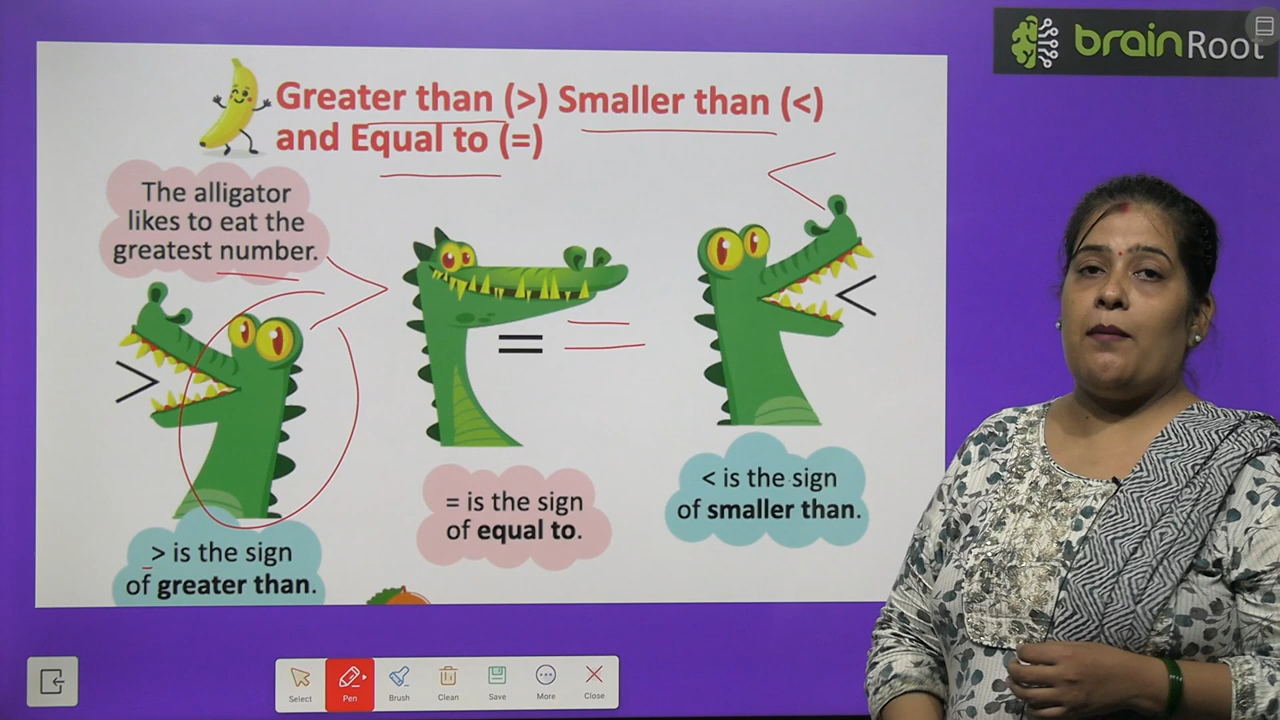 brainRoot
Greater than (>) Smaller than (<)
and Equal to (=)
The alligator
likes to eat the
greatest number.
>
=
<
> is the sign
of greater than.
= is the sign
of equal to.
< is the sign
of smaller than.
Select
Pen
Brush
Clean
Save
More
Close